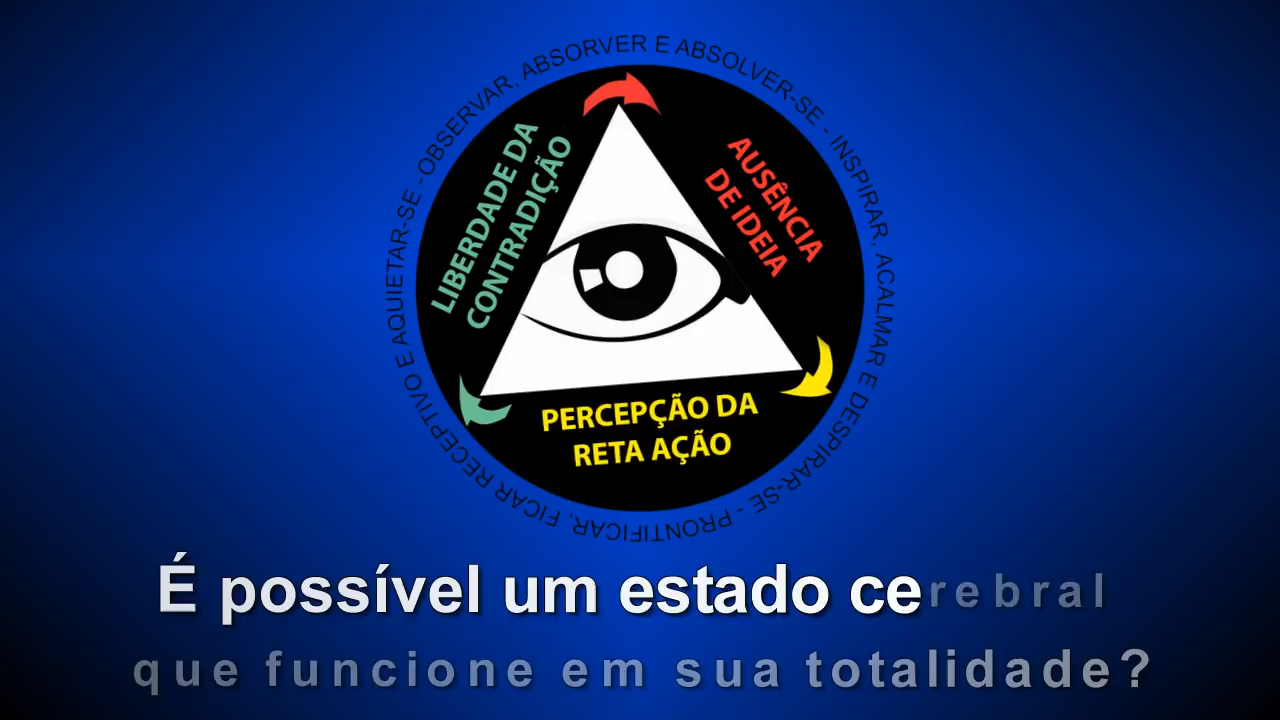 OBSERVAR, ABSORVER E ABSOLVER-SE - INSPIRAR, ACALMAR E DESPIRAR-SE - PRONTIFICAR, FICAR RECEPTIVO E AQUIETAR-SE -
LIBERDADE DA
CONTRADIÇÃO
AUSÊNCIA
DE IDEIA
PERCEPÇÃO DA
RETA AÇÃO
É possível um estado cerebral
que funcione em sua totalidade?